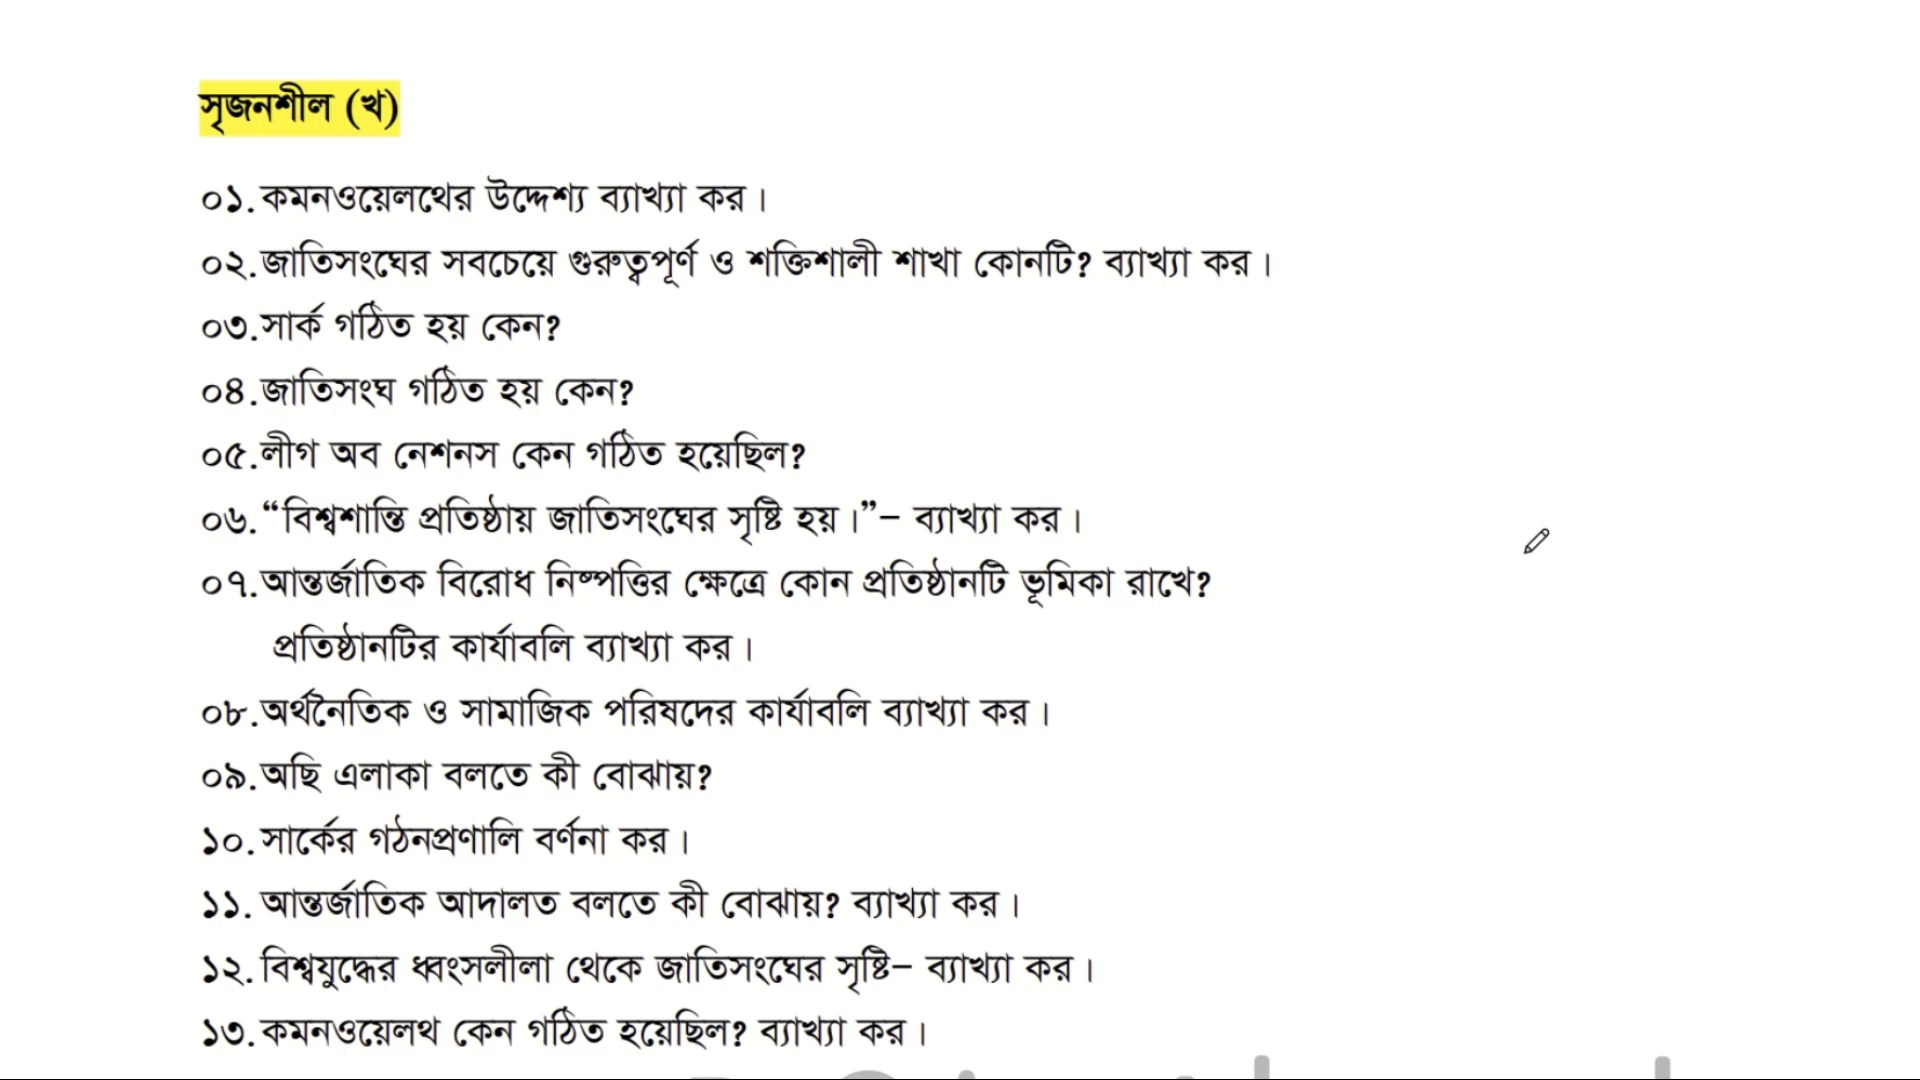 সৃজনশীল (খ)
০১. কমনওয়েলথের উদ্দেশ্য ব্যাখ্যা কর।
০২. জাতিসংঘের সবচেয়ে গুরুত্বপূর্ণ ও শক্তিশালী শাখা কোনটি? ব্যাখ্যা কর।
০৩. সার্ক গঠিত হয় কেন?
০৪. জাতিসংঘ গঠিত হয় কেন?
০৫. লীগ অব নেশনস কেন গঠিত হয়েছিল?
০৬. “বিশ্বশান্তি প্রতিষ্ঠায় জাতিসংঘের সৃষ্টি হয়।”– ব্যাখ্যা কর।
০৭. আন্তর্জাতিক বিরোধ নিষ্পত্তির ক্ষেত্রে কোন প্রতিষ্ঠানটি ভূমিকা রাখে?
প্রতিষ্ঠানটির কার্যাবলি ব্যাখ্যা কর।
০৮. অর্থনৈতিক ও সামাজিক পরিষদের কার্যাবলি ব্যাখ্যা কর।
০৯. অছি এলাকা বলতে কী বোঝায়?
১০. সার্কের গঠনপ্রণালি বর্ণনা কর।
১১. আন্তর্জাতিক আদালত বলতে কী বোঝায়? ব্যাখ্যা কর।
১২. বিশ্বযুদ্ধের ধ্বংসলীলা থেকে জাতিসংঘের সৃষ্টি– ব্যাখ্যা কর।
১৩. কমনওয়েলথ কেন গঠিত হয়েছিল? ব্যাখ্যা কর।